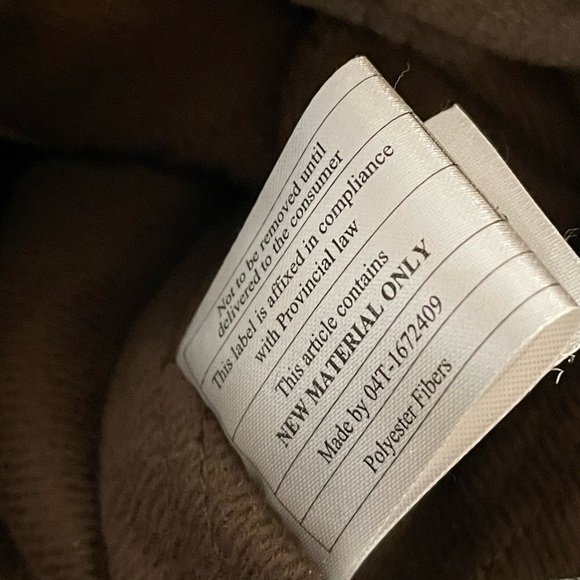 Not to be removed until
delivered to the consumer
This label is affixed in compliance
with Provincial law
This article contains
NEW MATERIAL ONLY
Made by 04T-1672409
Polyester Fibers